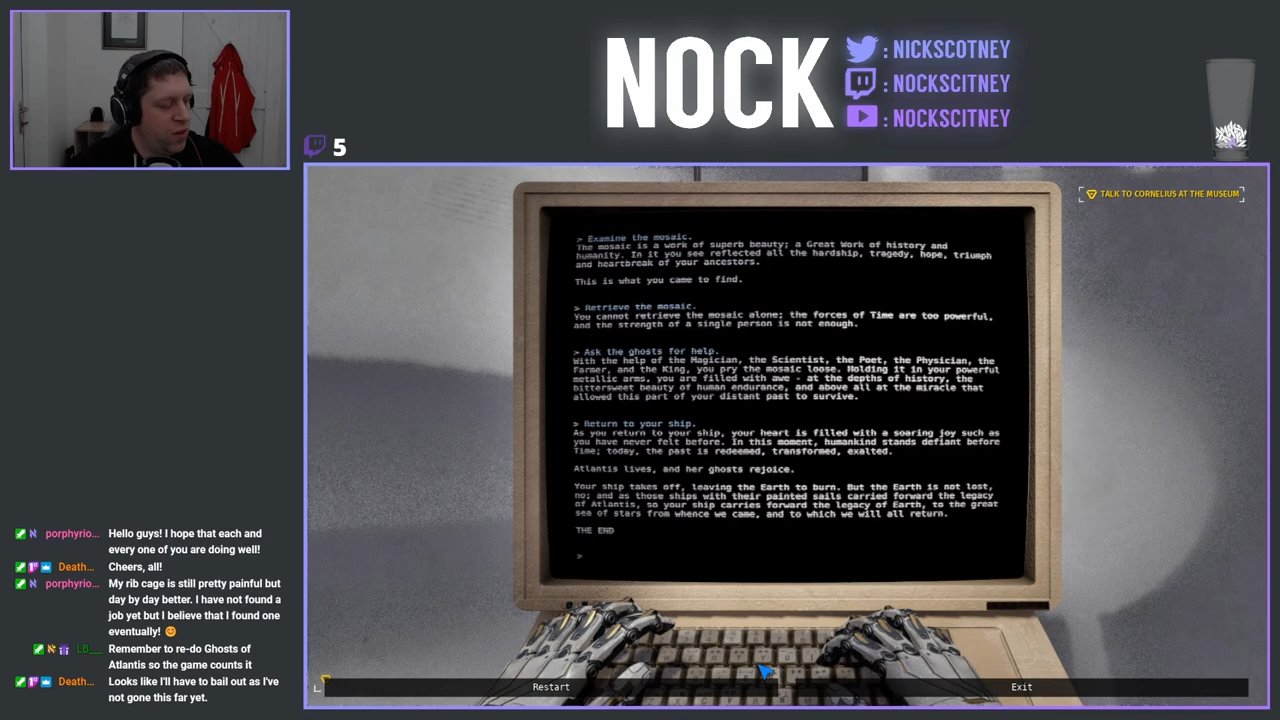 NOCK
: NICKSCOTNEY
: NOCKSCITNEY
: NOCKSCITNEY
5
TALK TO CORNELIUS AT THE MUSEUM
> Examine the mosaic.
The mosaic is a work of superb beauty; a Great Work of history and
humanity. In it you see reflected all the hardship, tragedy, hope, triumph
and heartbreak of your ancestors.
This is what you came to find.
> Retrieve the mosaic.
You cannot retrieve the mosaic alone; the forces of Time are too powerful,
and the strength of a single person is not enough.
> Ask the ghosts for help.
With the help of the Magician, the Scientist, the Poet, the Physician, the
Farmer, and the King, you pry the mosaic loose. Holding it in your powerful
metallic arms, you are filled with awe - at the depths of history, the
bittersweet beauty of human endurance, and above all at the miracle that
allowed this part of your distant past to survive.
> Return to your ship.
As you return to your ship, your heart is filled with a soaring joy such as
you have never felt before. In this moment, humankind stands defiant before
Time; today, the past is redeemed, transformed, exalted.
Atlantis lives, and her ghosts rejoice.
Your ship takes off, leaving the Earth to burn. But the Earth is not lost,
no; and as those ships with their painted sails carried forward the legacy
of Atlantis, so your ship carries forward the legacy of Earth, to the great
sea of stars from whence we came, and to which we will all return.
THE END
>
Restart
Exit
porphyrio... Hello guys! I hope that each and
every one of you are doing well!
Death... Cheers, all!
porphyrio... My rib cage is still pretty painful but
day by day better. I have not found a
job yet but I believe that I found one
eventually!
LB__ Remember to re-do Ghosts of
Atlantis so the game counts it
Death... Looks like I'll have to bail out as I've
not gone this far yet.